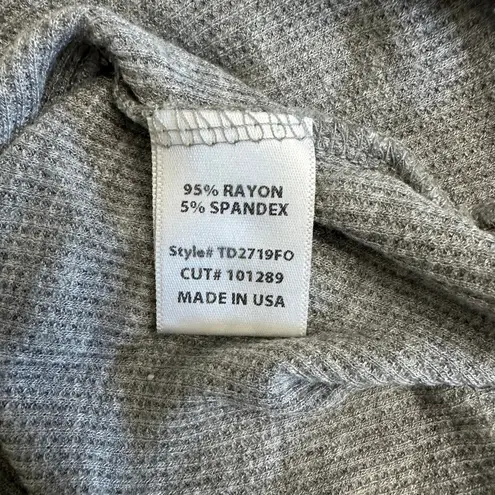 95% RAYON
5% SPANDEX
Style# TD2719FO
CUT# 101289
MADE IN USA